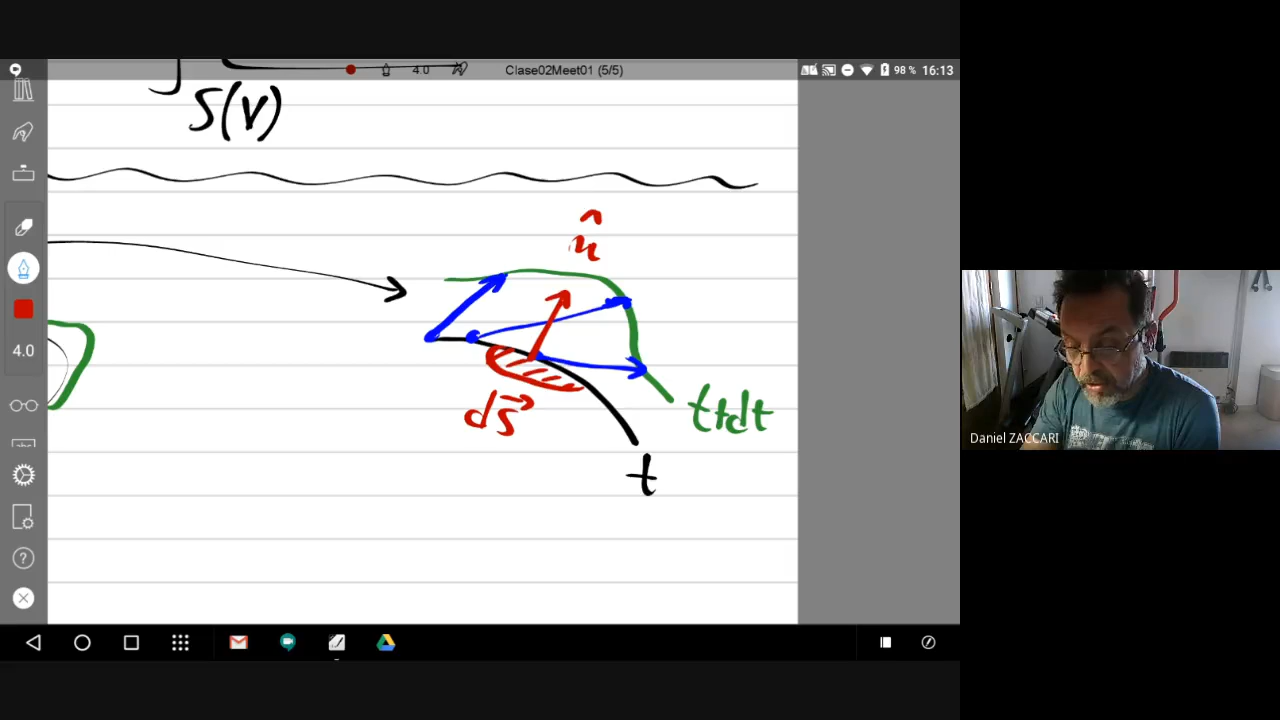 4.0 Clase02Meet01 (5/5) 98 % 16:13
S(V)
n̂
4.0
ds⃗
t+dt
t
Daniel ZACCARI